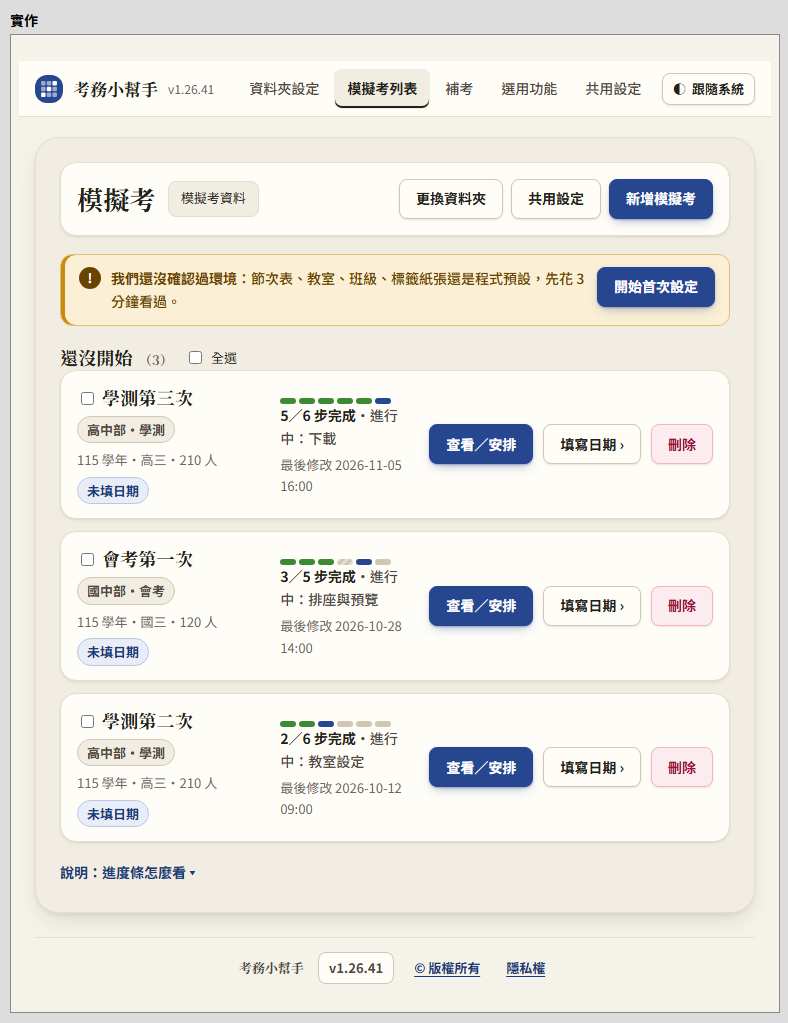 實作
考務小幫手 v1.26.41 資料夾設定 模擬考列表 補考 選用功能 共用設定 跟隨系統
模擬考 模擬考資料 更換資料夾 共用設定 新增模擬考
! 我們還沒確認過環境：節次表、教室、班級、標籤紙張還是程式預設，先花 3
分鐘看過。
開始首次設定
還沒開始 （3） 全選
學測第三次
高中部・學測
115 學年・高三・210 人
未填日期
5／6 步完成・進行
中：下載
最後修改 2026-11-05
16:00
查看／安排 填寫日期 › 刪除
會考第一次
國中部・會考
115 學年・國三・120 人
未填日期
3／5 步完成・進行
中：排座與預覽
最後修改 2026-10-28
14:00
查看／安排 填寫日期 › 刪除
學測第二次
高中部・學測
115 學年・高三・210 人
未填日期
2／6 步完成・進行
中：教室設定
最後修改 2026-10-12
09:00
查看／安排 填寫日期 › 刪除
說明：進度條怎麼看 ▾
考務小幫手 v1.26.41 © 版權所有 隱私權